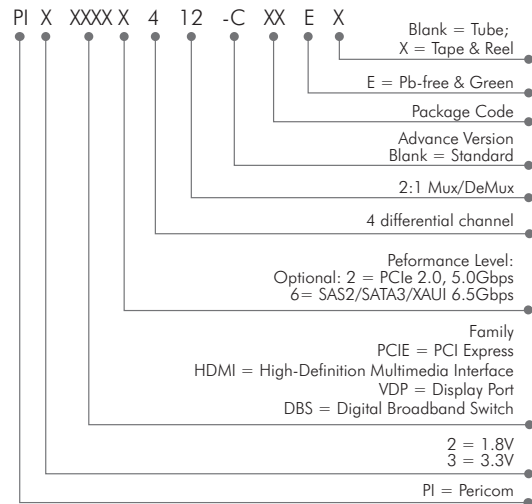 PI X XXXX X 4 12 -C XX E X
Blank = Tube;
X = Tape & Reel
E = Pb-free & Green
Package Code
Advance Version
Blank = Standard
2:1 Mux/DeMux
4 differential channel
Peformance Level:
Optional: 2 = PCIe 2.0, 5.0Gbps
6= SAS2/SATA3/XAUI 6.5Gbps
Family
PCIE = PCI Express
HDMI = High-Definition Multimedia Interface
VDP = Display Port
DBS = Digital Broadband Switch
2 = 1.8V
3 = 3.3V
PI = Pericom